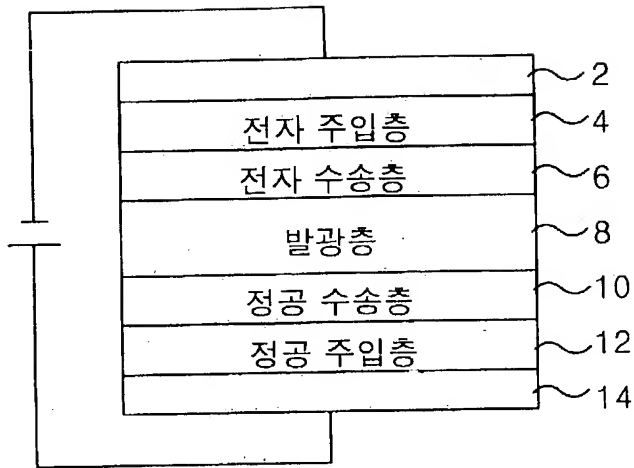 2
전자 주입층 4
전자 수송층 6
발광층 8
정공 수송층 10
정공 주입층 12
14